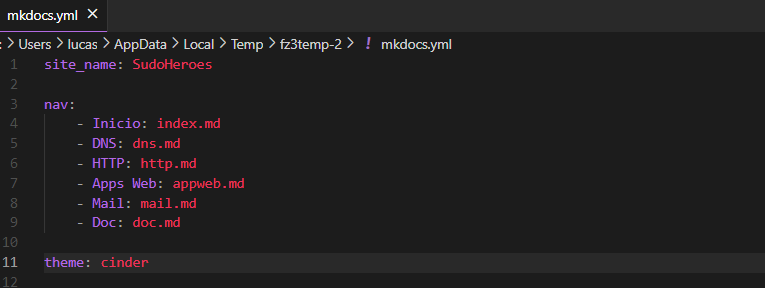 mkdocs.yml ×
: > Users > lucas > AppData > Local > Temp > fz3temp-2 > ! mkdocs.yml
1 site_name: SudoHeroes
2
3 nav:
4     - Inicio: index.md
5     - DNS: dns.md
6     - HTTP: http.md
7     - Apps Web: appweb.md
8     - Mail: mail.md
9     - Doc: doc.md
10
11 theme: cinder
12